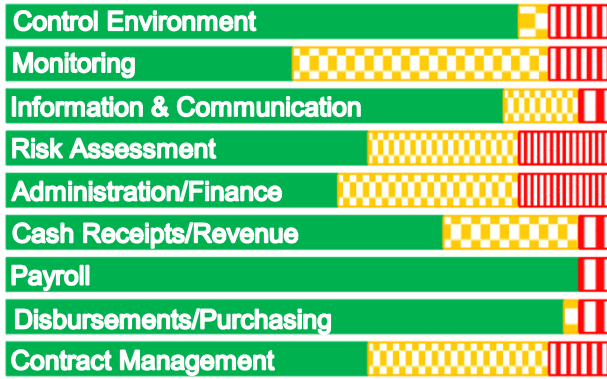 Control Environment
Monitoring
Information & Communication
Risk Assessment
Administration/Finance
Cash Receipts/Revenue
Payroll
Disbursements/Purchasing
Contract Management